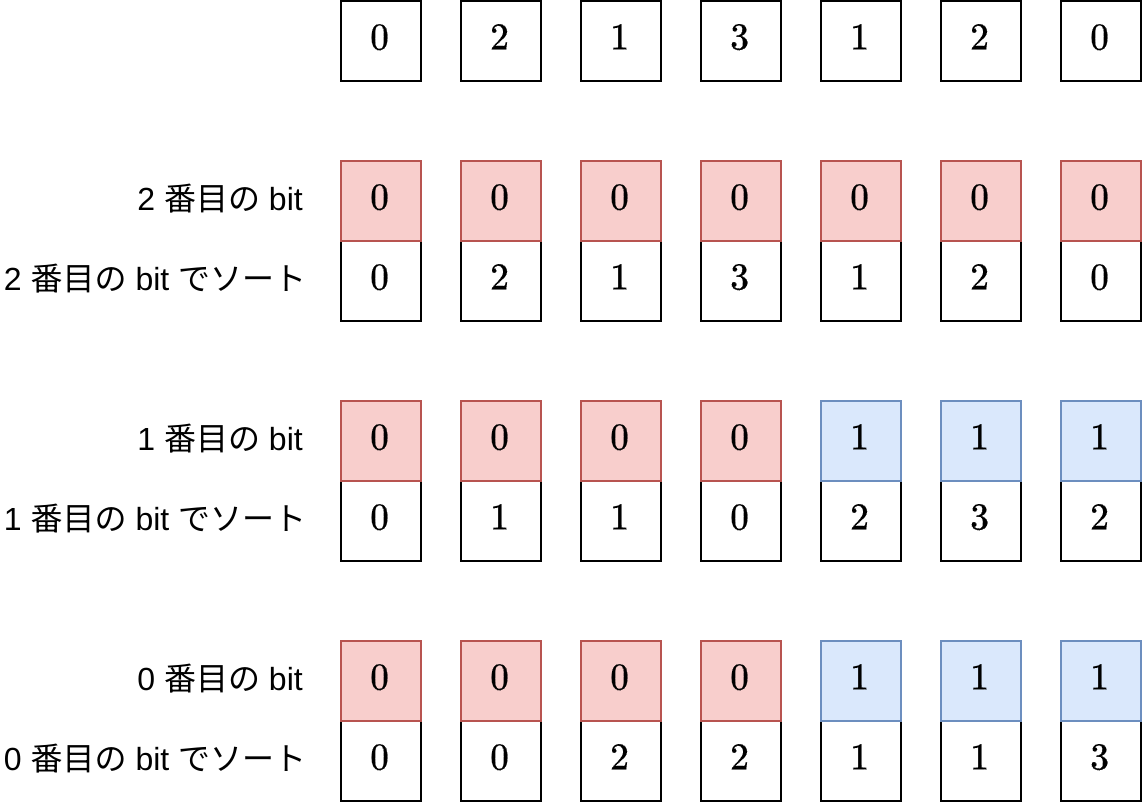 0 2 1 3 1 2 0
2 番目の bit 0 0 0 0 0 0 0
2 番目の bit でソート 0 2 1 3 1 2 0
1 番目の bit 0 0 0 0 1 1 1
1 番目の bit でソート 0 1 1 0 2 3 2
0 番目の bit 0 0 0 0 1 1 1
0 番目の bit でソート 0 0 2 2 1 1 3